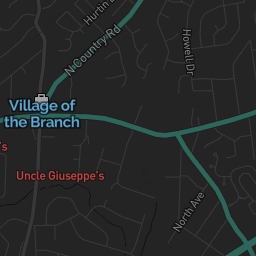 Hurtin
N Country Rd
Howell Dr
Village of
the Branch
's
Uncle Giuseppe's
North Ave